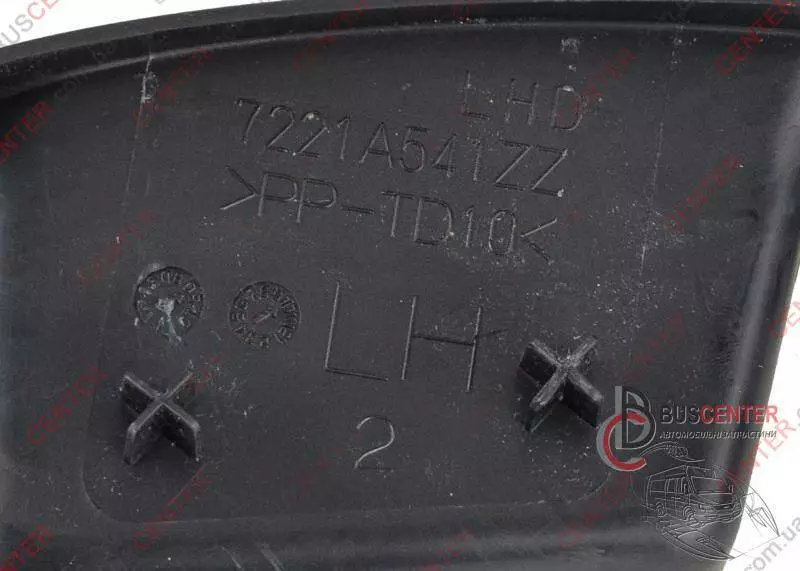 LHD
7221A541ZZ
>PP-TD10<
LH
2
BUSCENTER
АВТОМОБІЛЬНІ ЗАПЧАСТИНИ